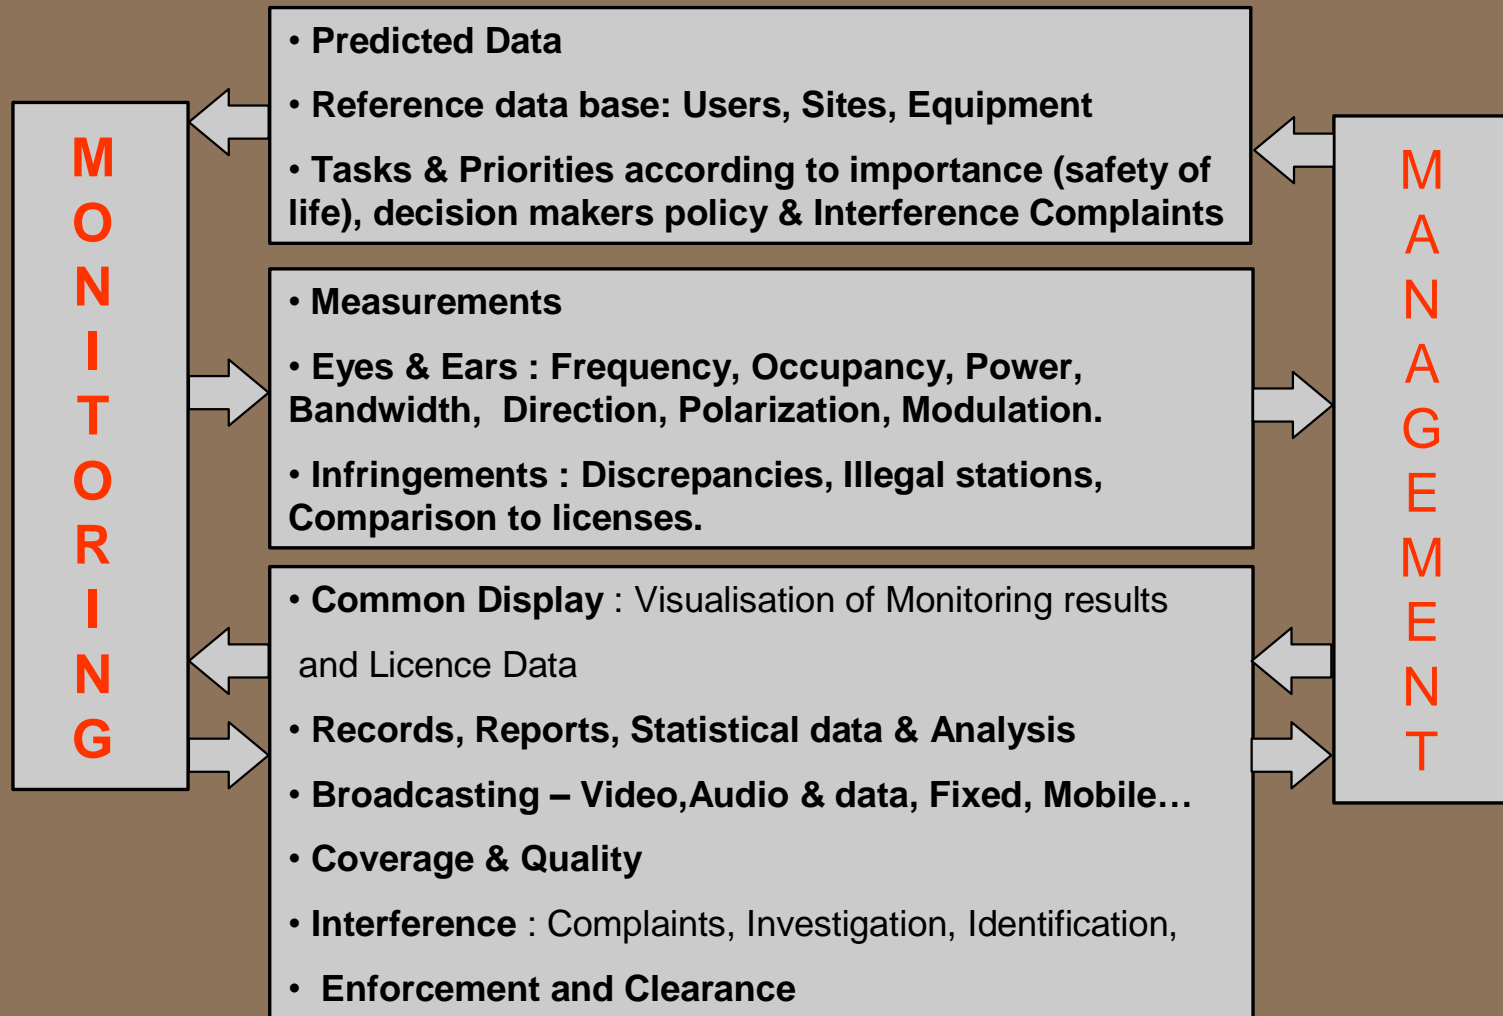 • Predicted Data
• Reference data base: Users, Sites, Equipment
• Tasks & Priorities according to importance (safety of
life), decision makers policy & Interference Complaints
MONITORING
• Measurements
• Eyes & Ears : Frequency, Occupancy, Power,
Bandwidth,  Direction, Polarization, Modulation.
• Infringements : Discrepancies, Illegal stations,
Comparison to licenses.
MANAGEMENT
• Common Display : Visualisation of Monitoring results
and Licence Data
• Records, Reports, Statistical data & Analysis
• Broadcasting – Video,Audio & data, Fixed, Mobile…
• Coverage & Quality
• Interference : Complaints, Investigation, Identification,
• Enforcement and Clearance